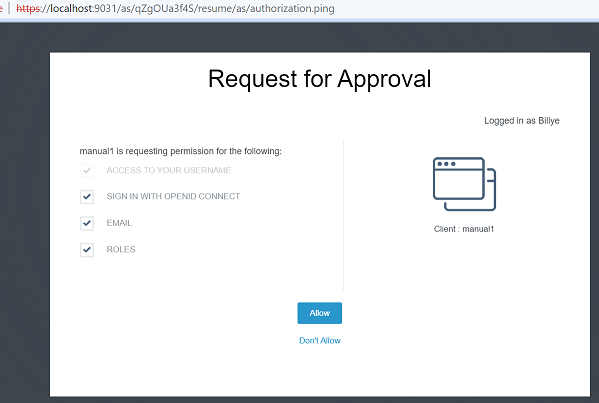 https://localhost:9031/as/qZgOUa3f4S/resume/as/authorization.ping
Request for Approval
Logged in as Billye
manual1 is requesting permission for the following:
ACCESS TO YOUR USERNAME
SIGN IN WITH OPENID CONNECT
EMAIL
ROLES
Client : manual1
Allow
Don't Allow